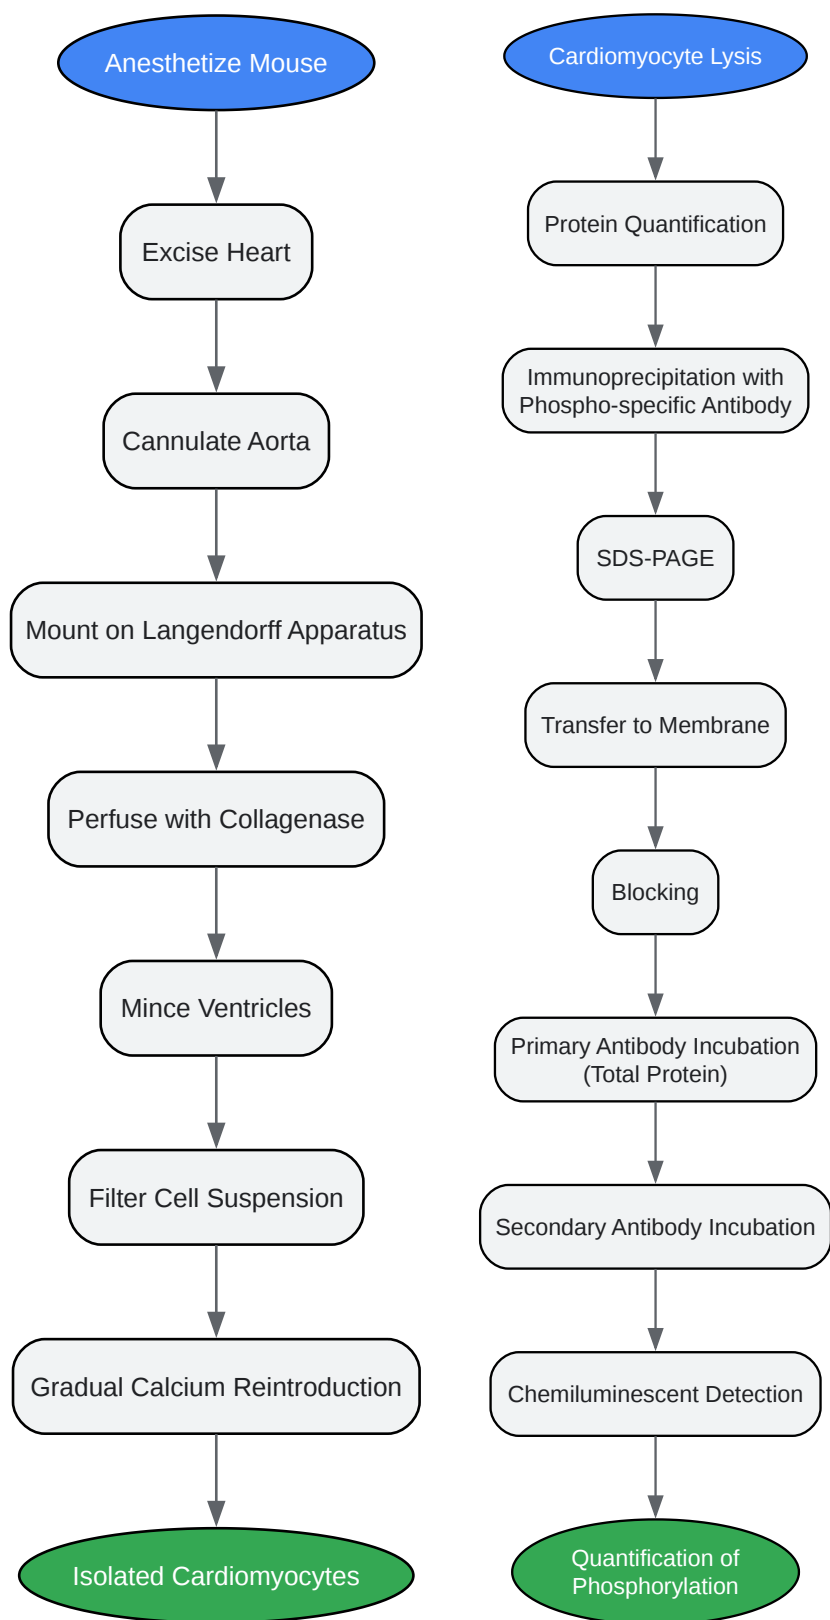 Anesthetize Mouse
Excise Heart
Cannulate Aorta
Mount on Langendorff Apparatus
Perfuse with Collagenase
Mince Ventricles
Filter Cell Suspension
Gradual Calcium Reintroduction
Isolated Cardiomyocytes
Cardiomyocyte Lysis
Protein Quantification
Immunoprecipitation with
Phospho-specific Antibody
SDS-PAGE
Transfer to Membrane
Blocking
Primary Antibody Incubation
(Total Protein)
Secondary Antibody Incubation
Chemiluminescent Detection
Quantification of
Phosphorylation